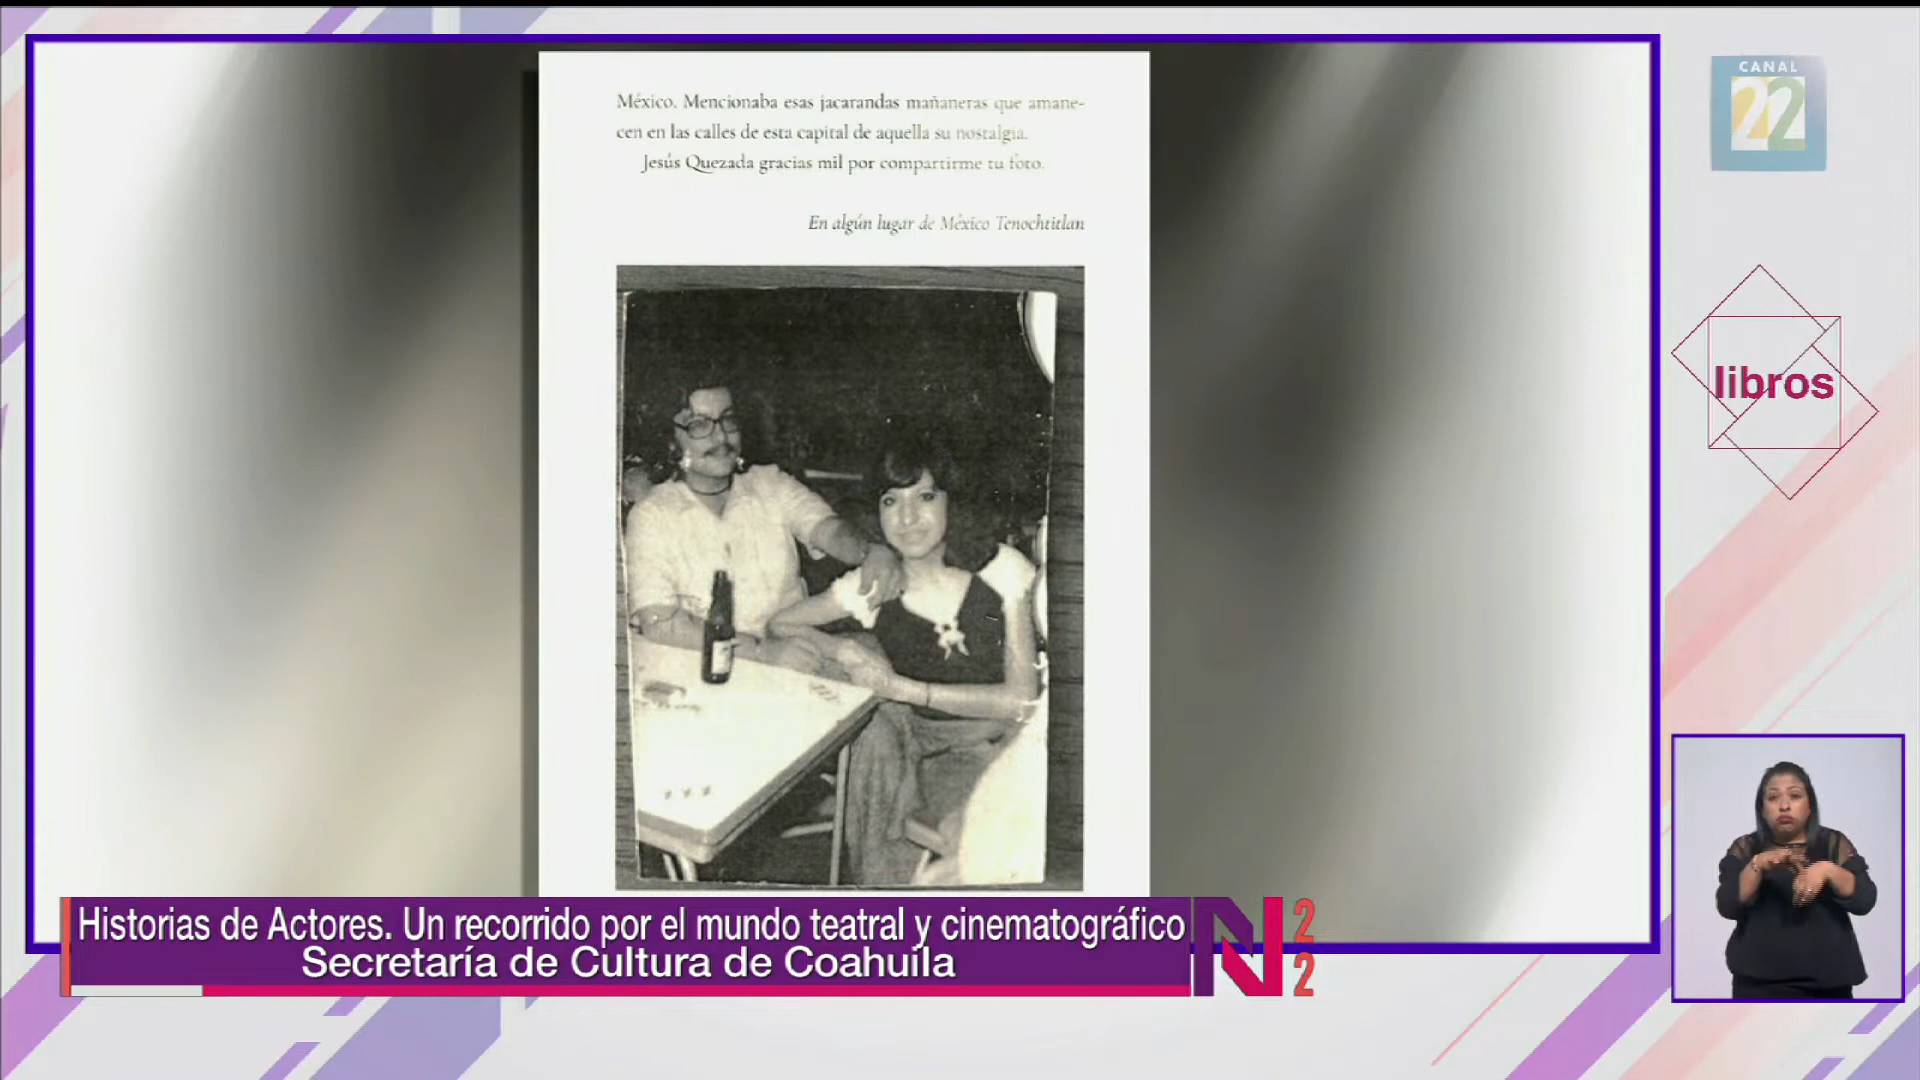 México. Mencionaba esas jacarandas mañaneras que amane-
cen en las calles de esta capital de aquella su nostalgia.
Jesús Quezada gracias mil por compartirme tu foto.
En algún lugar de México Tenochtitlan
CANAL
22
libros
Historias de Actores. Un recorrido por el mundo teatral y cinematográfico
Secretaría de Cultura de Coahuila
N22